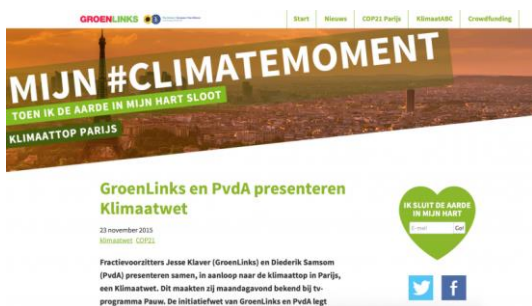 GROENLINKS
Start Nieuws COP21 Parijs KlimaatABC Crowdfunding
MIJN #CLIMATEMOMENT
TOEN IK DE AARDE IN MIJN HART SLOOT
KLIMAATTOP PARIJS
GroenLinks en PvdA presenteren
Klimaatwet
23 november 2015
klimaatwet COP21
Fractievoorzitters Jesse Klaver (GroenLinks) en Diederik Samsom
(PvdA) presenteren samen, in aanloop naar de klimaattop in Parijs,
een Klimaatwet. Dit maakten zij maandagavond bekend bij tv-
programma Pauw. De initiatiefwet van GroenLinks en PvdA legt
IK SLUIT DE AARDE
IN MIJN HART
E-mail Go!